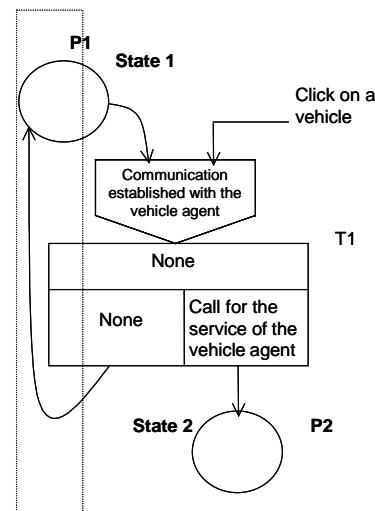 P1
State 1
Click on a
vehicle
Communication
established with the
vehicle agent
T1
None
None
Call for the
service of the
vehicle agent
State 2
P2